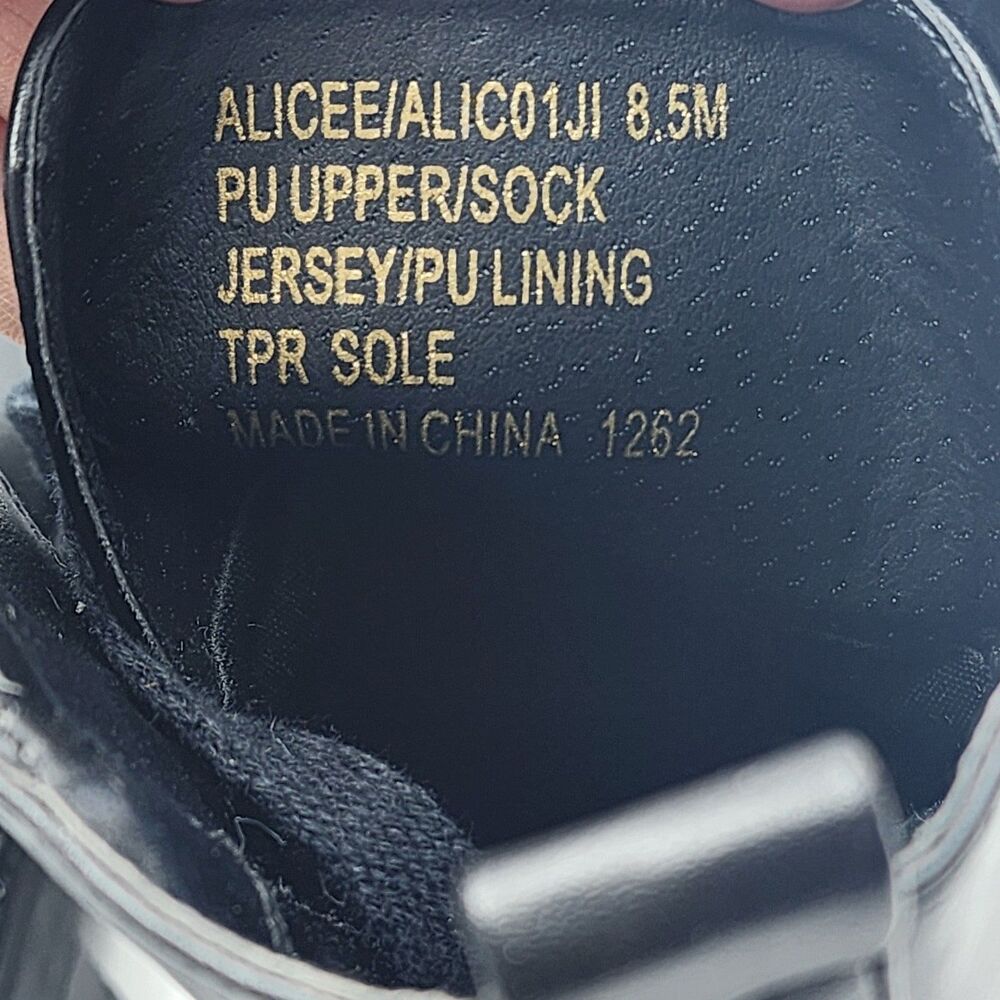 ALICEE/ALIC01JI 8.5M
PU UPPER/SOCK
JERSEY/PU LINING
TPR SOLE
MADE IN CHINA 1262